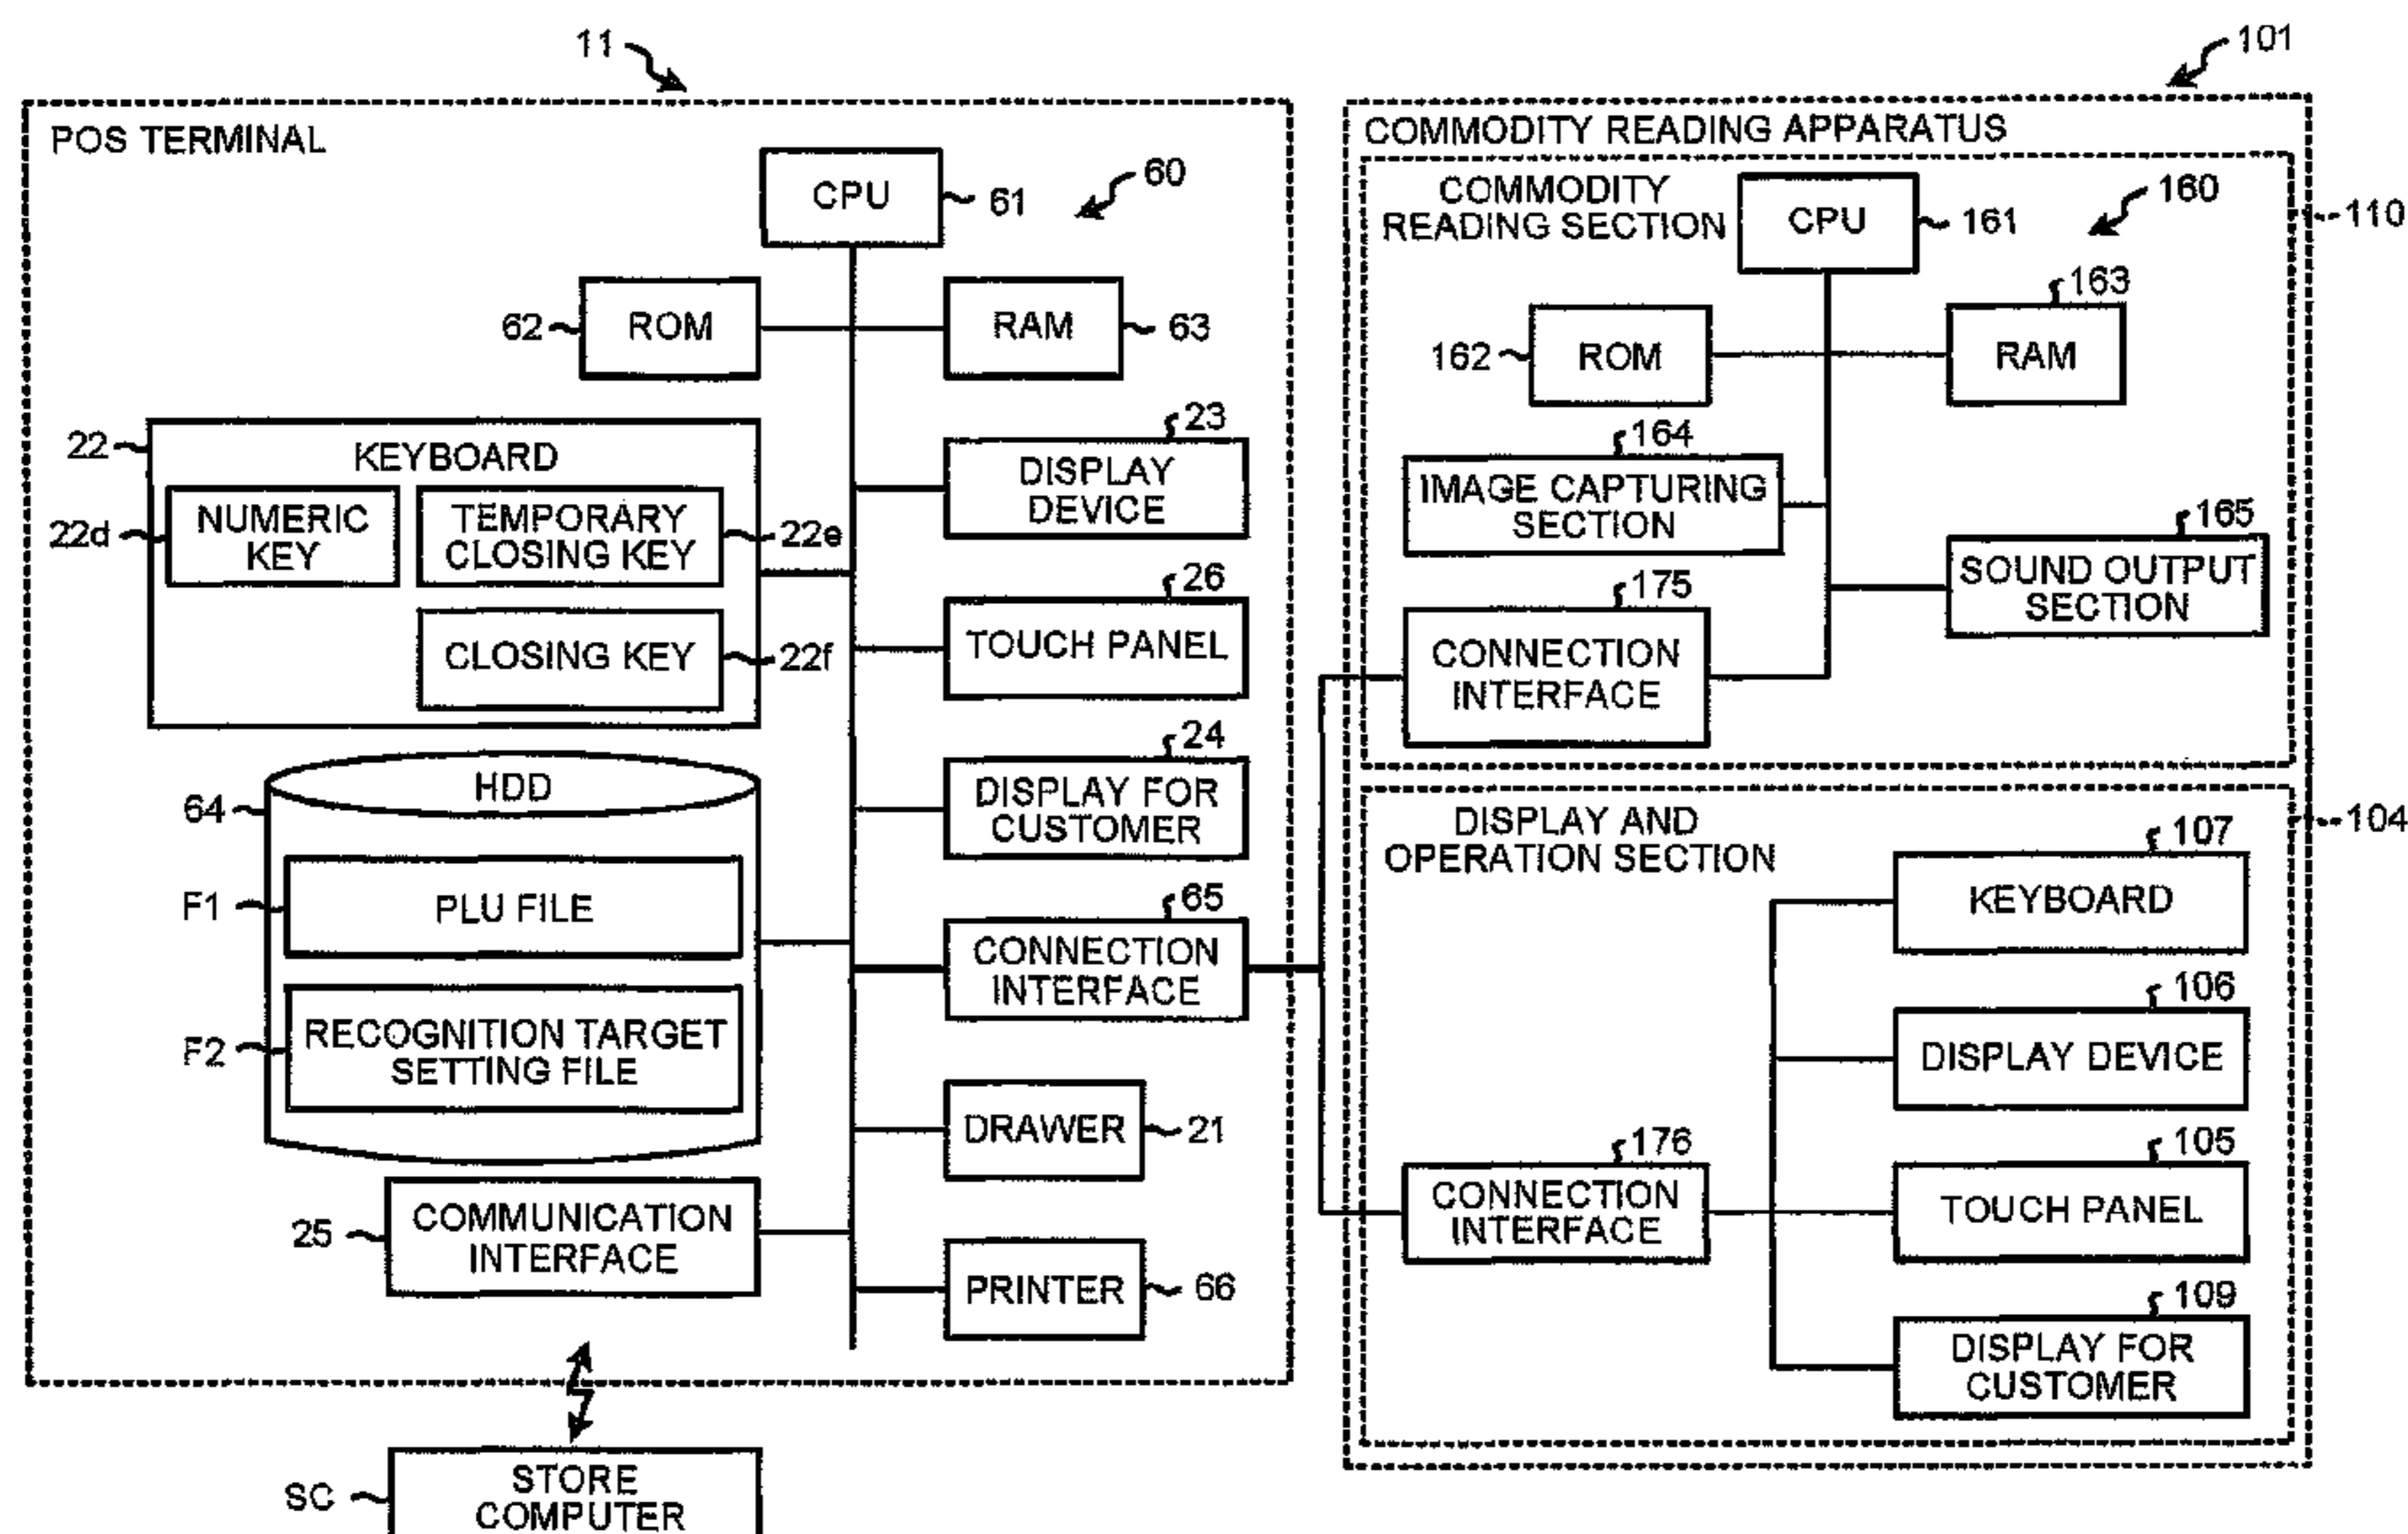 11
101
POS TERMINAL
CPU
61
60
62
ROM
RAM
63
22
KEYBOARD
22d
NUMERIC
KEY
TEMPORARY
CLOSING KEY
22e
CLOSING KEY
22f
23
DISPLAY
DEVICE
26
TOUCH PANEL
24
DISPLAY FOR
CUSTOMER
64
HDD
F1
PLU FILE
F2
RECOGNITION TARGET
SETTING FILE
65
CONNECTION
INTERFACE
DRAWER
21
25
COMMUNICATION
INTERFACE
PRINTER
66
SC
STORE
COMPUTER
COMMODITY READING APPARATUS
COMMODITY
READING SECTION
CPU
161
160
110
162
ROM
163
RAM
164
IMAGE CAPTURING
SECTION
165
SOUND OUTPUT
SECTION
175
CONNECTION
INTERFACE
DISPLAY AND
OPERATION SECTION
104
107
KEYBOARD
106
DISPLAY DEVICE
176
CONNECTION
INTERFACE
105
TOUCH PANEL
109
DISPLAY FOR
CUSTOMER